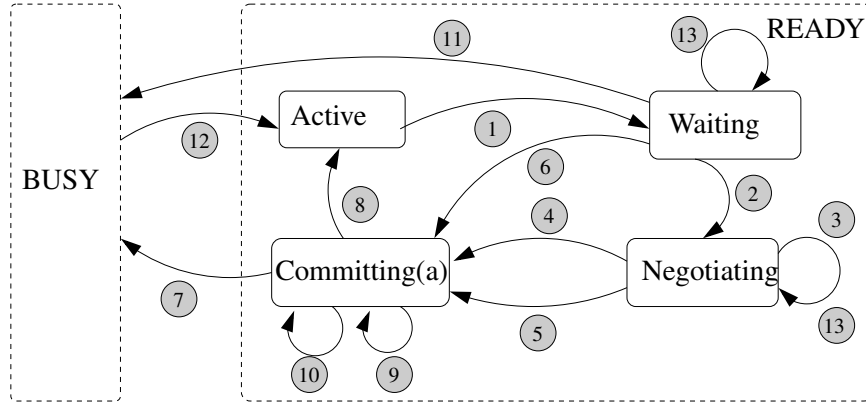 11
13
READY
Active
1
Waiting
12
6
BUSY
8
4
2
3
Committing(a)
Negotiating
7
5
13
10
9